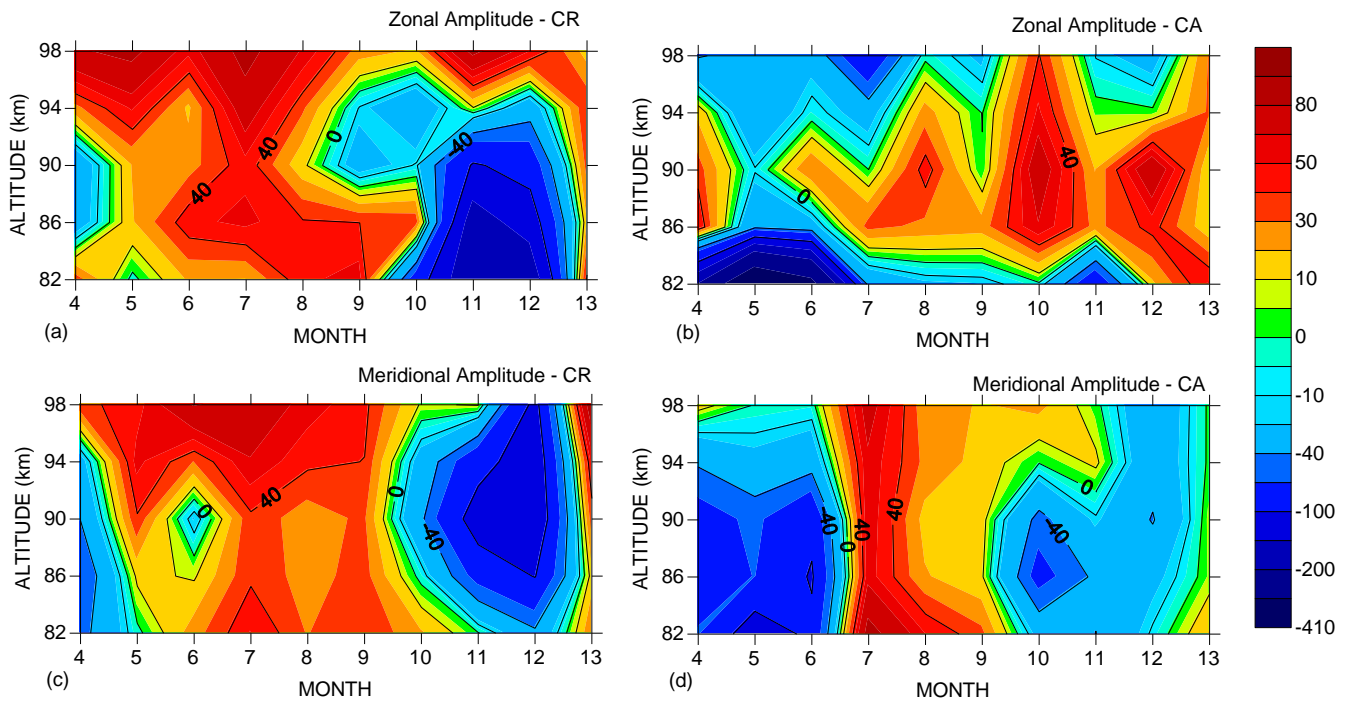 Zonal Amplitude - CR
98
94
90
86
82
ALTITUDE (km)
40
40
0
-40
4 5 6 7 8 9 10 11 12 13
(a)
MONTH
Zonal Amplitude - CA
98
94
90
86
82
ALTITUDE (km)
0
40
4 5 6 7 8 9 10 11 12 13
(b)
MONTH
80
50
30
10
0
-10
-40
-100
-200
-410
Meridional Amplitude - CR
98
94
90
86
82
ALTITUDE (km)
0
40
0
-40
4 5 6 7 8 9 10 11 12 13
(c)
MONTH
Meridional Amplitude - CA
98
94
90
86
82
ALTITUDE (km)
-40
0
40
40
0
-40
4 5 6 7 8 9 10 11 12 13
(d)
MONTH